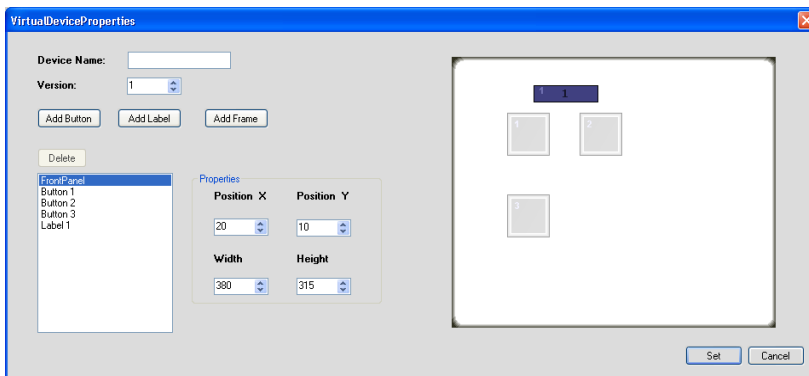 VirtualDeviceProperties
Device Name:
Version:
1
Add Button
Add Label
Add Frame
Delete
FrontPanel
Button 1
Button 2
Button 3
Label 1
Properties
Position X
Position Y
20
10
Width
Height
380
315
1
1
1
2
3
Set
Cancel